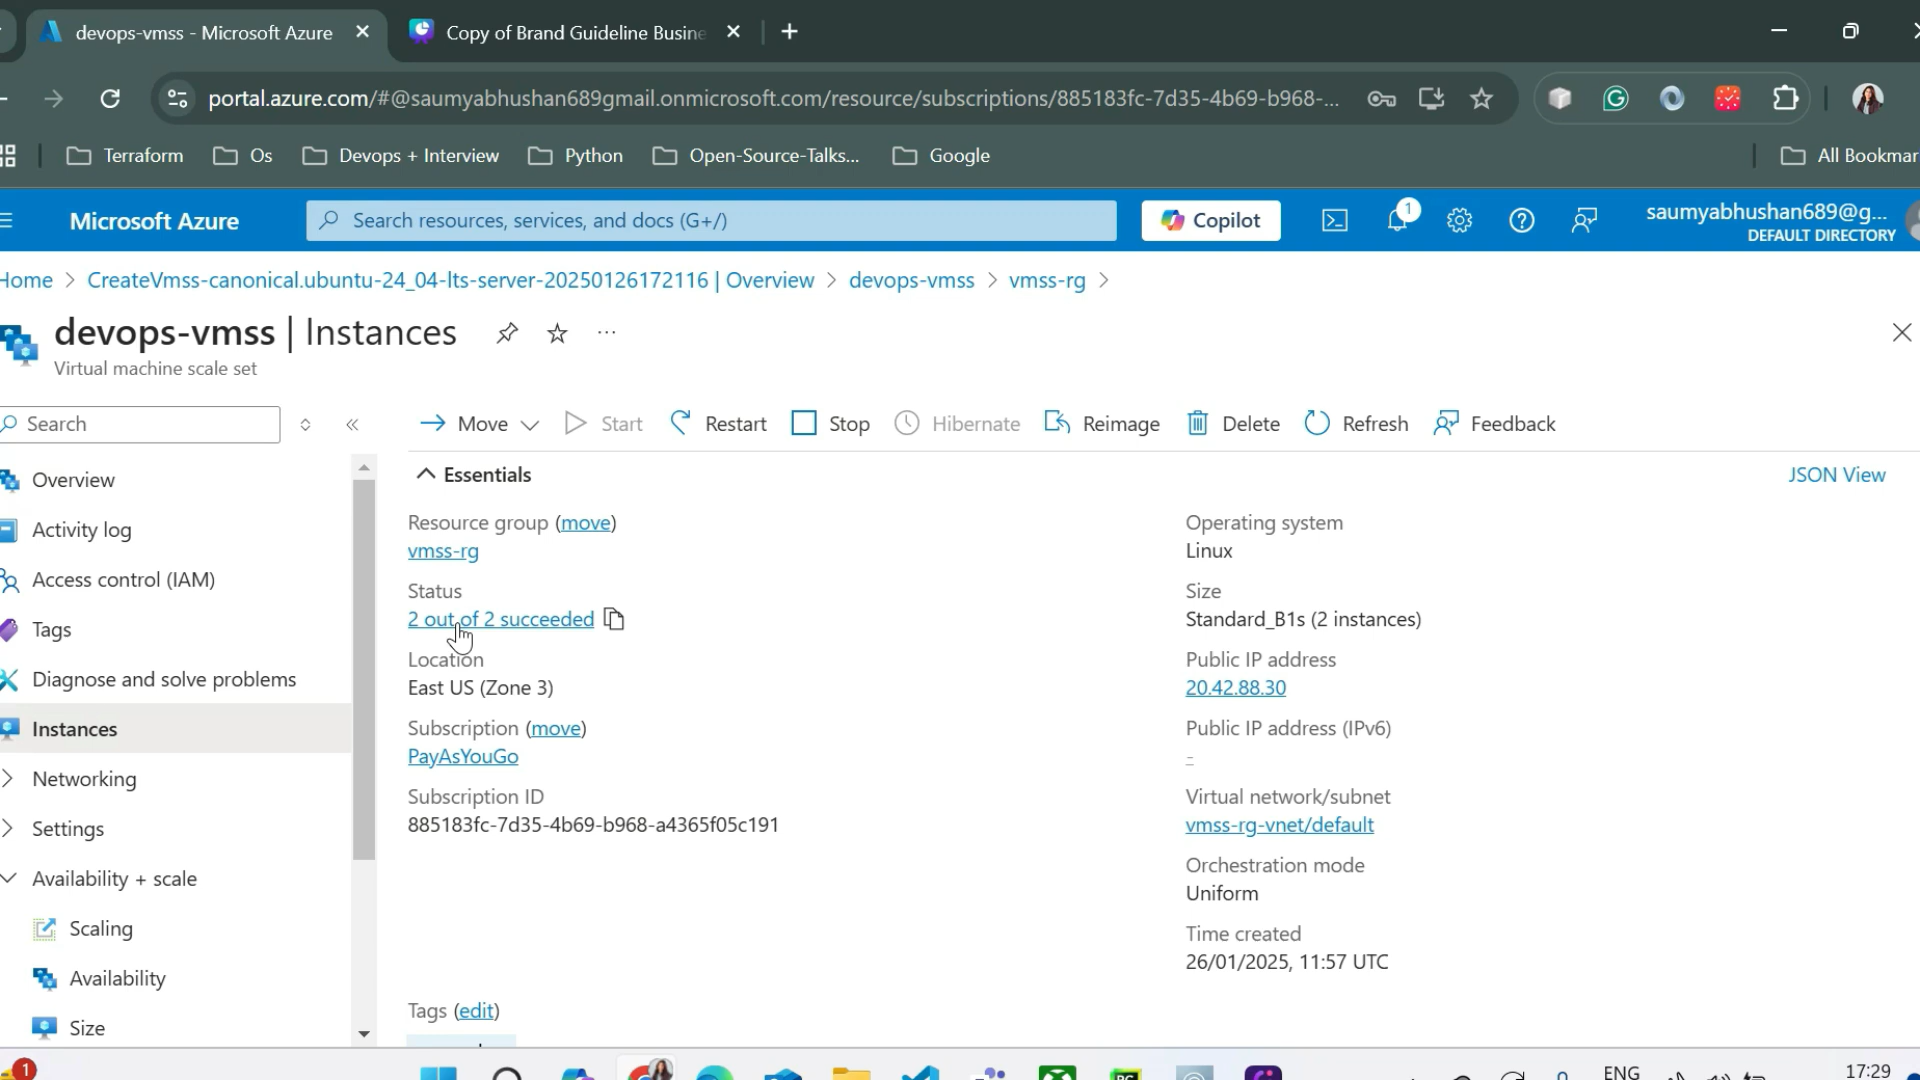 devops-vmss - Microsoft Azure
Copy of Brand Guideline Busine
portal.azure.com/#@saumyabhushan689gmail.onmicrosoft.com/resource/subscriptions/885183fc-7d35-4b69-b968-...
Terraform
Os
Devops + Interview
Python
Open-Source-Talks...
Google
All Bookmar
Microsoft Azure
Search resources, services, and docs (G+/)
Copilot
1
saumyabhushan689@g...
DEFAULT DIRECTORY
Home > CreateVmss-canonical.ubuntu-24_04-lts-server-20250126172116 | Overview > devops-vmss > vmss-rg >
devops-vmss | Instances
Virtual machine scale set
Search
Move
Start
Restart
Stop
Hibernate
Reimage
Delete
Refresh
Feedback
Overview
Activity log
Access control (IAM)
Tags
Diagnose and solve problems
Instances
Networking
Settings
Availability + scale
Scaling
Availability
Size
Essentials
JSON View
Resource group (move)
vmss-rg
Status
2 out of 2 succeeded
Location
East US (Zone 3)
Subscription (move)
PayAsYouGo
Subscription ID
885183fc-7d35-4b69-b968-a4365f05c191
Operating system
Linux
Size
Standard_B1s (2 instances)
Public IP address
20.42.88.30
Public IP address (IPv6)
-
Virtual network/subnet
vmss-rg-vnet/default
Orchestration mode
Uniform
Time created
26/01/2025, 11:57 UTC
Tags (edit)
1
ENG
17:29